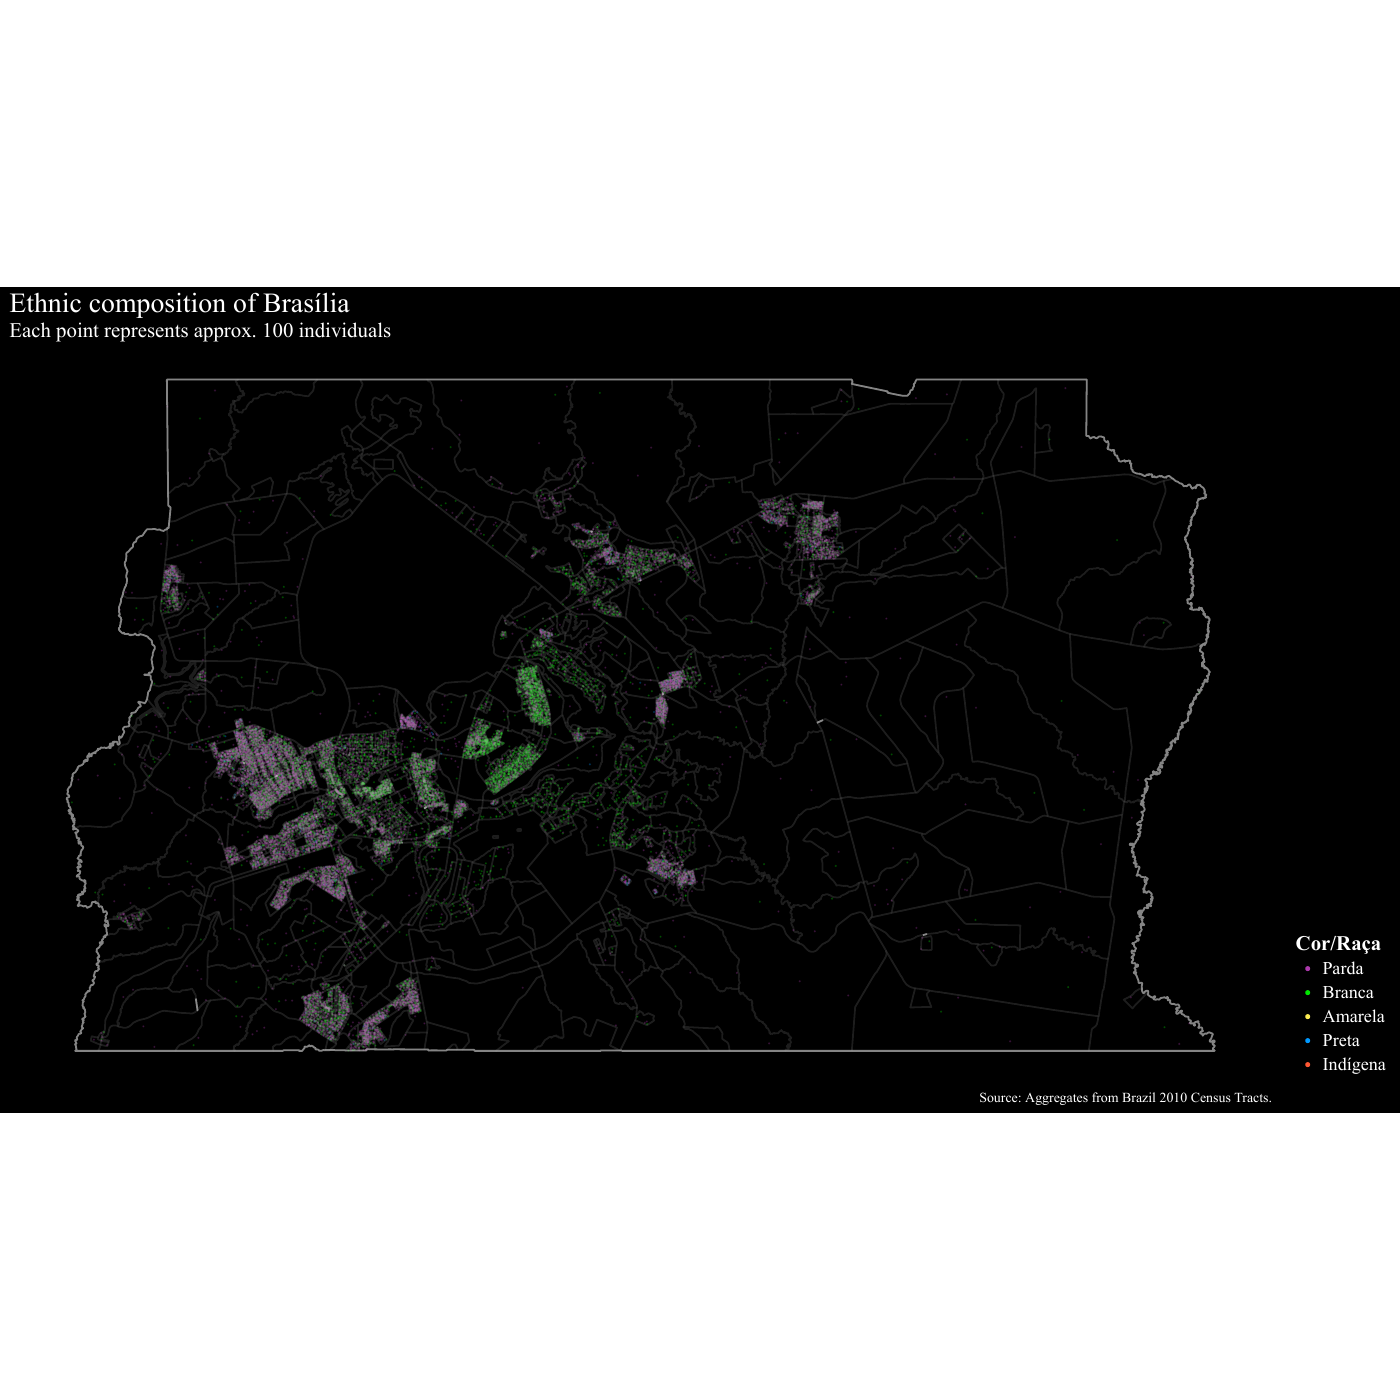 Ethnic composition of Brasília
Each point represents approx. 100 individuals
Cor/Raça
Parda
Branca
Amarela
Preta
Indígena
Source: Aggregates from Brazil 2010 Census Tracts.